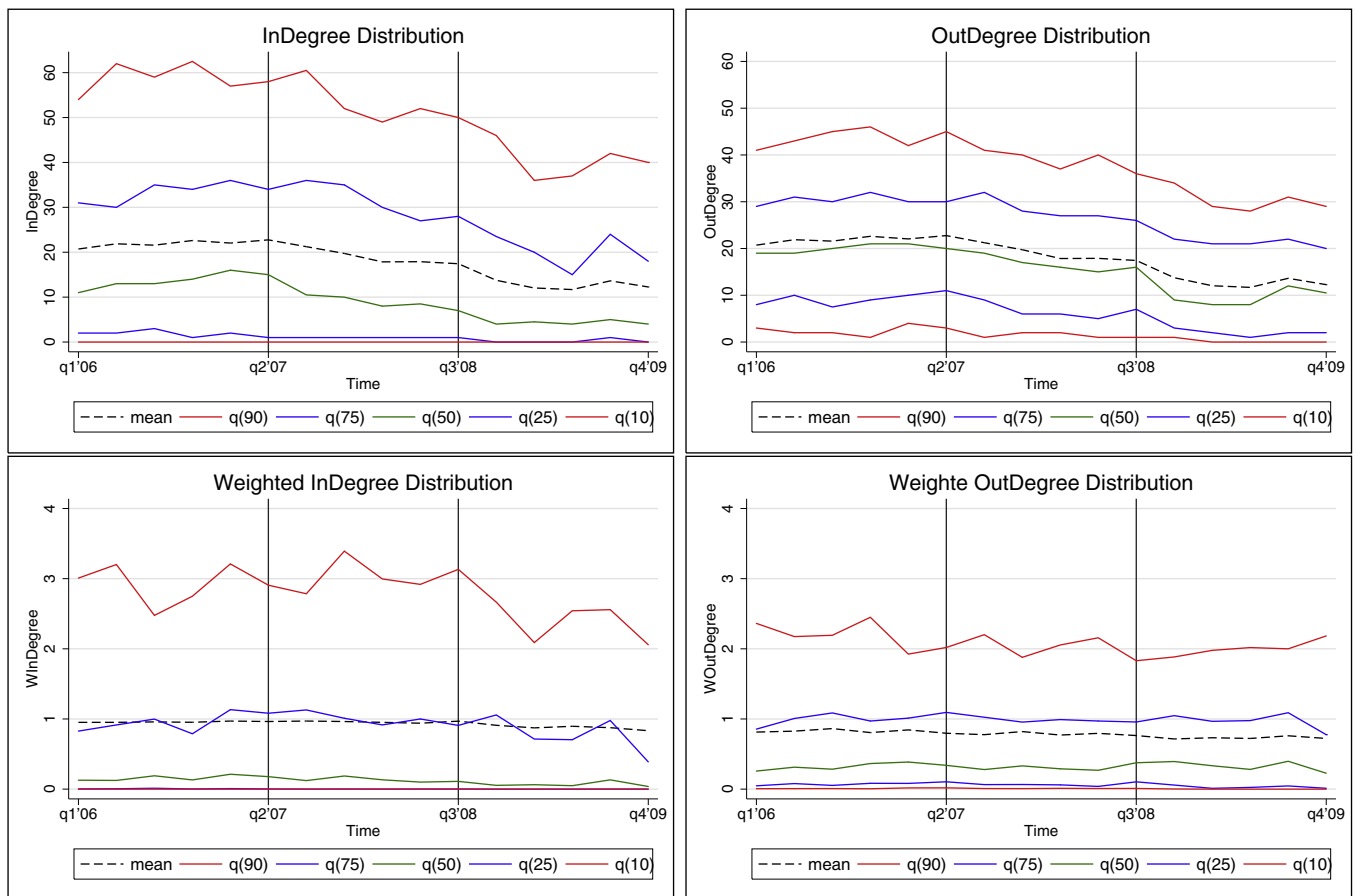 InDegree Distribution
InDegree
60
50
40
30
20
10
0
q1'06 q2'07 q3'08 q4'09
Time
mean q(90) q(75) q(50) q(25) q(10)
OutDegree Distribution
OutDegree
60
50
40
30
20
10
0
q1'06 q2'07 q3'08 q4'09
Time
mean q(90) q(75) q(50) q(25) q(10)
Weighted InDegree Distribution
WInDegree
4
3
2
1
0
q1'06 q2'07 q3'08 q4'09
Time
mean q(90) q(75) q(50) q(25) q(10)
Weighte OutDegree Distribution
WOutDegree
4
3
2
1
0
q1'06 q2'07 q3'08 q4'09
Time
mean q(90) q(75) q(50) q(25) q(10)